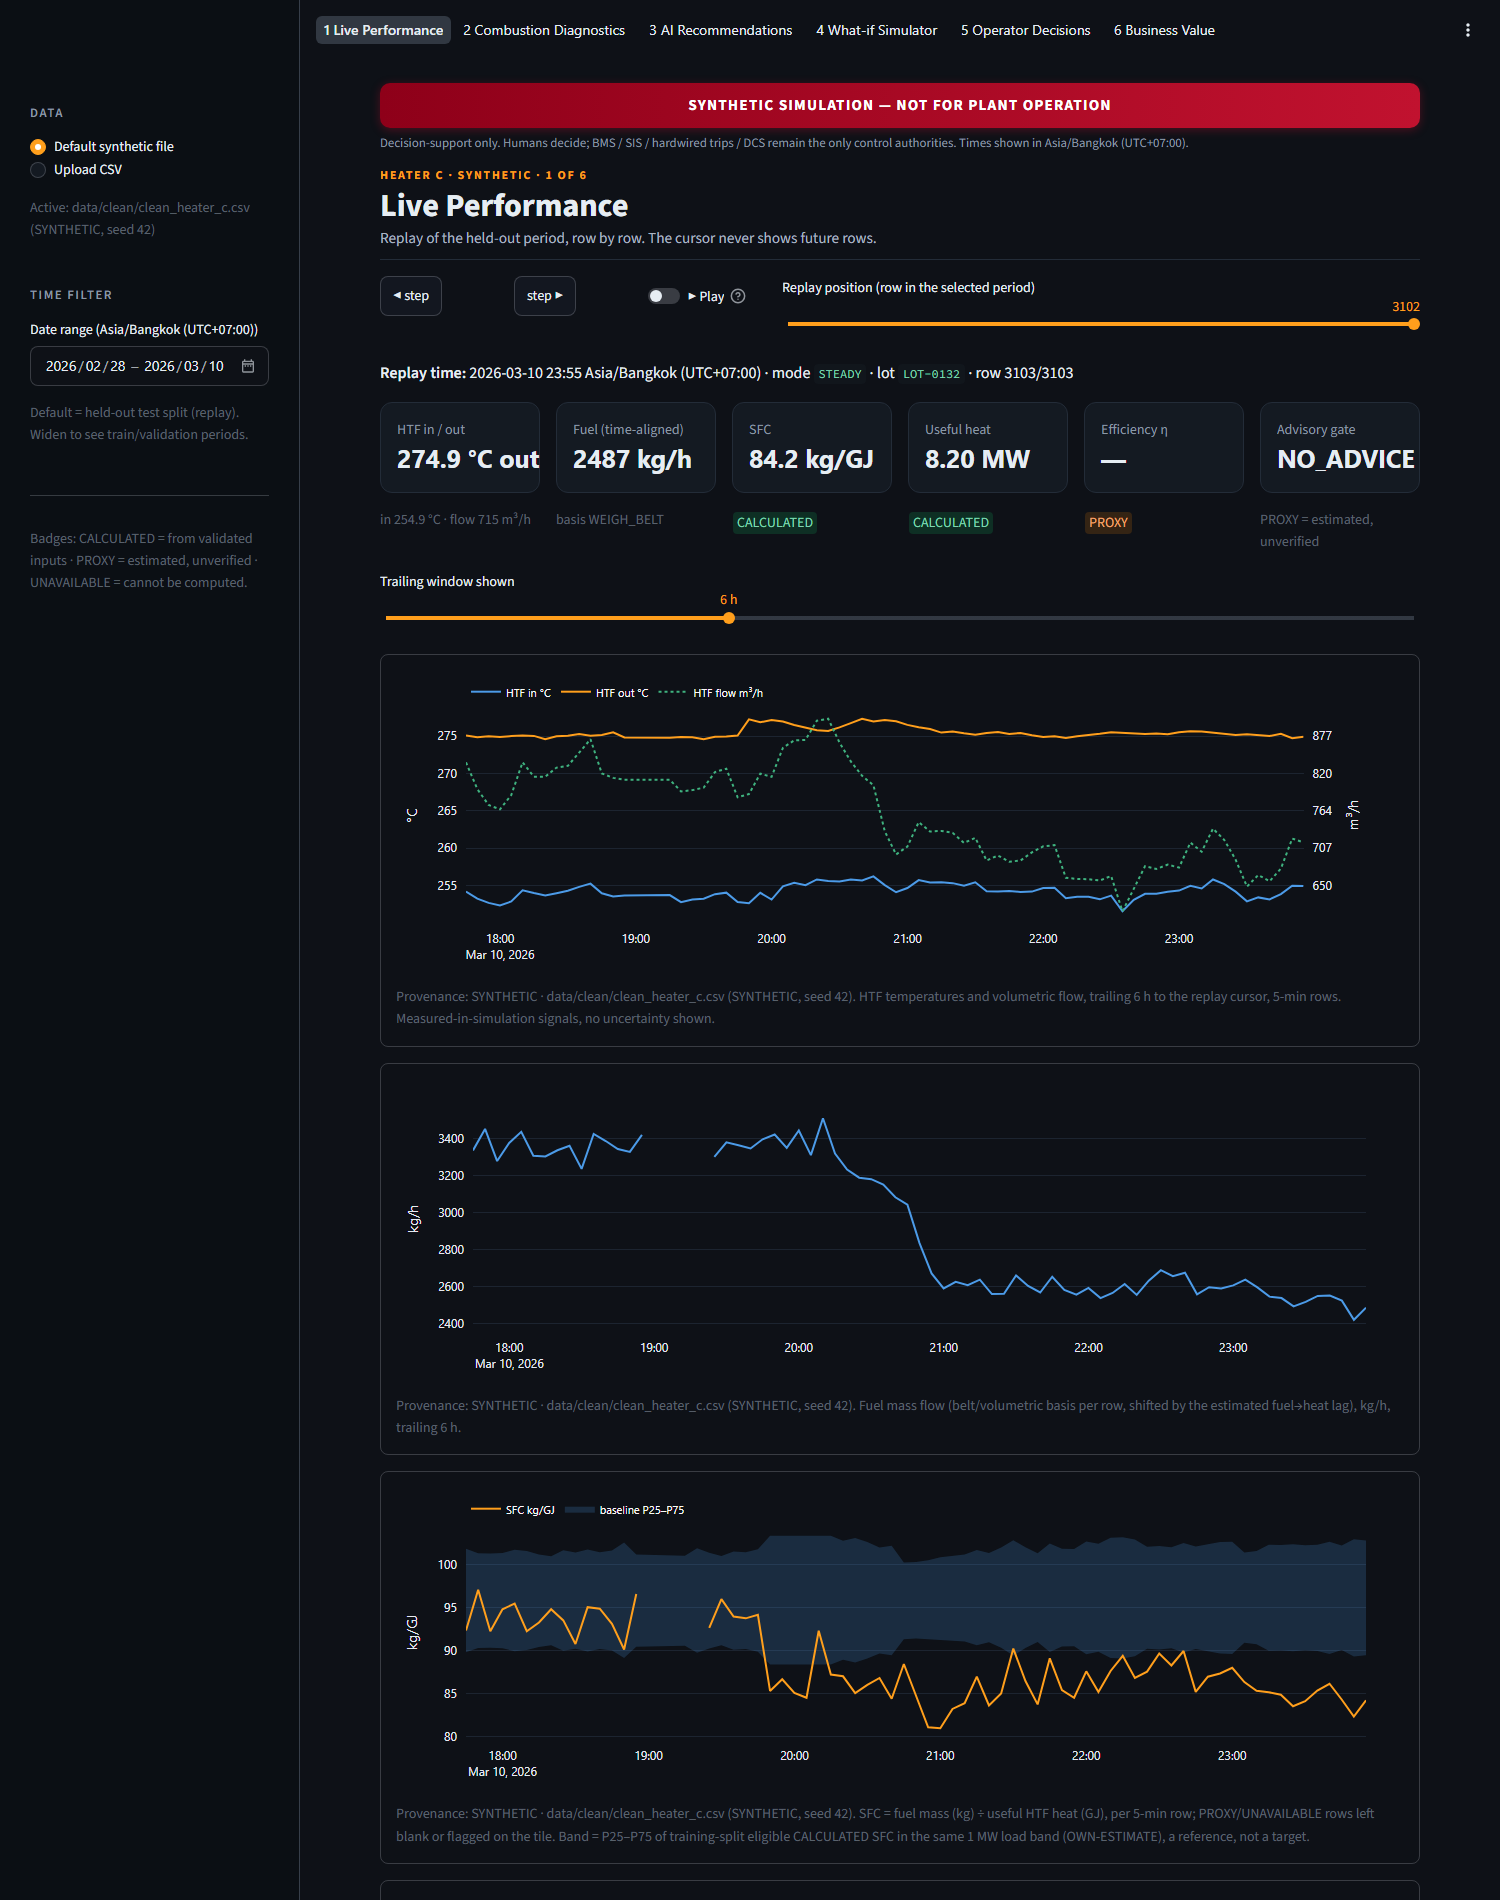 1 Live Performance
2 Combustion Diagnostics
3 AI Recommendations
4 What-if Simulator
5 Operator Decisions
6 Business Value
DATA
Default synthetic file
Upload CSV
Active: data/clean/clean_heater_c.csv
(SYNTHETIC, seed 42)
TIME FILTER
Date range (Asia/Bangkok (UTC+07:00))
2026/02/28 – 2026/03/10
Default = held-out test split (replay).
Widen to see train/validation periods.
Badges: CALCULATED = from validated
inputs · PROXY = estimated, unverified ·
UNAVAILABLE = cannot be computed.
SYNTHETIC SIMULATION — NOT FOR PLANT OPERATION
Decision-support only. Humans decide; BMS / SIS / hardwired trips / DCS remain the only control authorities. Times shown in Asia/Bangkok (UTC+07:00).
HEATER C · SYNTHETIC · 1 OF 6
Live Performance
Replay of the held-out period, row by row. The cursor never shows future rows.
◂ step
step ▸
▸ Play
Replay position (row in the selected period)
3102
Replay time: 2026-03-10 23:55 Asia/Bangkok (UTC+07:00) · mode STEADY · lot LOT-0132 · row 3103/3103
HTF in / out
274.9 °C out
in 254.9 °C · flow 715 m³/h
Fuel (time-aligned)
2487 kg/h
basis WEIGH_BELT
SFC
84.2 kg/GJ
CALCULATED
Useful heat
8.20 MW
CALCULATED
Efficiency η
—
PROXY
Advisory gate
NO_ADVICE
PROXY = estimated,
unverified
Trailing window shown
6 h
HTF in °C
HTF out °C
HTF flow m³/h
275
270
265
260
255
°C
877
820
764
707
650
m³/h
18:00
19:00
20:00
21:00
22:00
23:00
Mar 10, 2026
Provenance: SYNTHETIC · data/clean/clean_heater_c.csv (SYNTHETIC, seed 42). HTF temperatures and volumetric flow, trailing 6 h to the replay cursor, 5-min rows.
Measured-in-simulation signals, no uncertainty shown.
3400
3200
3000
2800
2600
2400
kg/h
18:00
19:00
20:00
21:00
22:00
23:00
Mar 10, 2026
Provenance: SYNTHETIC · data/clean/clean_heater_c.csv (SYNTHETIC, seed 42). Fuel mass flow (belt/volumetric basis per row, shifted by the estimated fuel→heat lag), kg/h,
trailing 6 h.
SFC kg/GJ
baseline P25–P75
100
95
90
85
80
kg/GJ
18:00
19:00
20:00
21:00
22:00
23:00
Mar 10, 2026
Provenance: SYNTHETIC · data/clean/clean_heater_c.csv (SYNTHETIC, seed 42). SFC = fuel mass (kg) ÷ useful HTF heat (GJ), per 5-min row; PROXY/UNAVAILABLE rows left
blank or flagged on the tile. Band = P25–P75 of training-split eligible CALCULATED SFC in the same 1 MW load band (OWN-ESTIMATE), a reference, not a target.